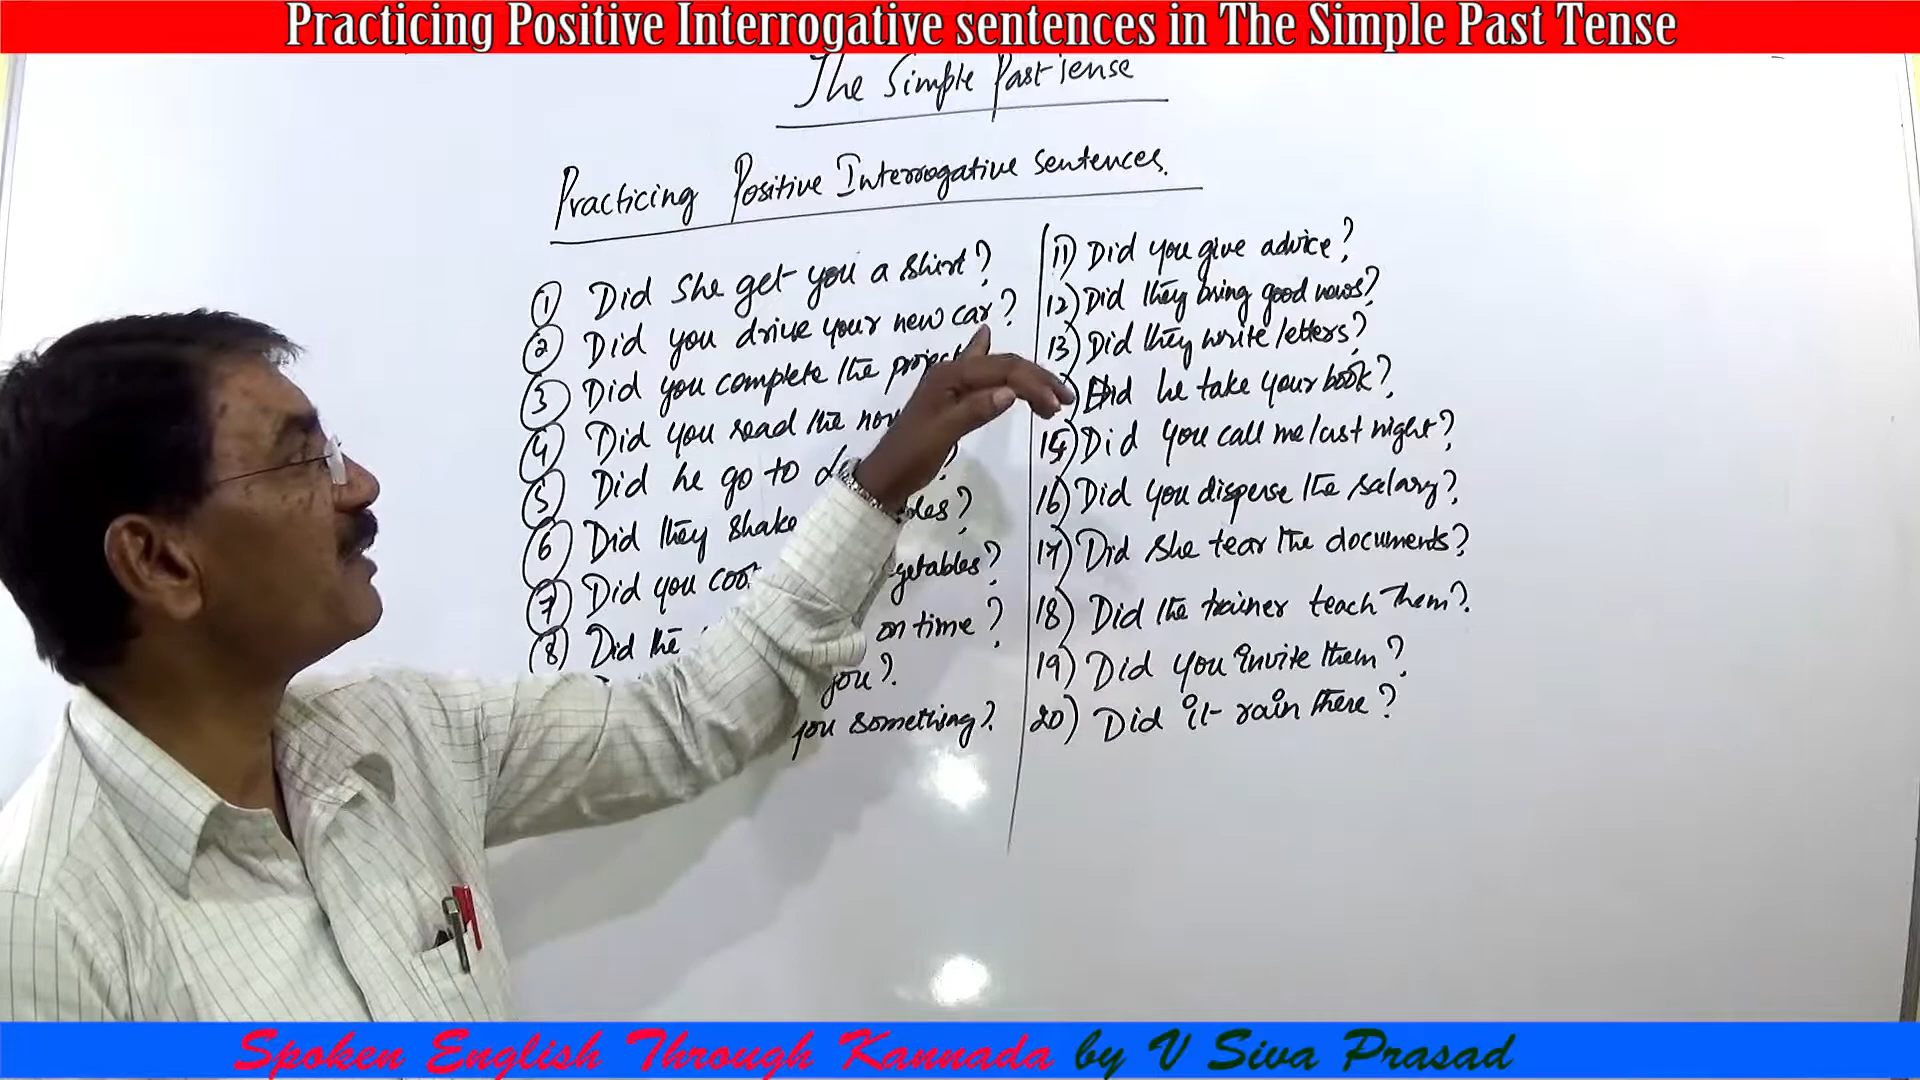 Practicing Positive Interrogative sentences in The Simple Past Tense
The Simple Past Tense
Practicing Positive Interrogative sentences.
1 Did she get you a shirt?
2 Did you drive your new car?
3 Did you complete the project
4 Did you read the
5 Did he go to ?
6 Did they shake ?
7 Did you ?
8 Did the on time?
you?
you something?
11) Did you give advice?
12) Did they bring good news?
13) Did they write letters?
) Did he take your book?
15) Did you call me last night?
16) Did you disperse the salary?
17) Did she tear the documents?
18) Did the trainer teach them?
19) Did you invite them?
20) Did it rain there?
Spoken English Through Kannada by V Siva Prasad